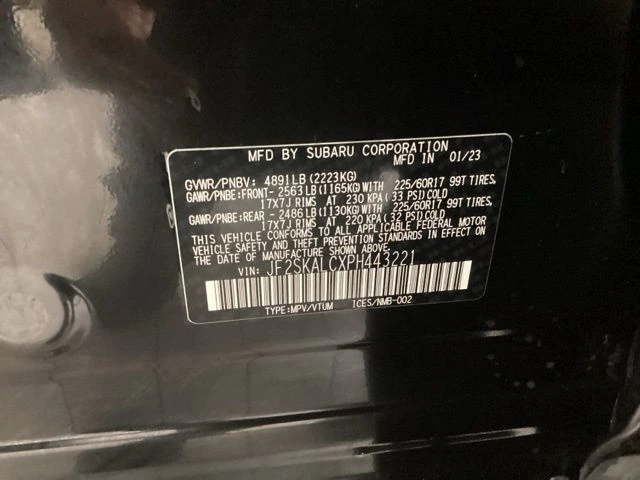 MFD BY SUBARU CORPORATION
MFD IN 01/23
GVWR/PNBV: 4891LB(2223KG)
GAWR/PNBE:FRONT-2563LB(1165KG)WITH 225/60R17 99T TIRES,
17X7J RIMS AT 230 KPA(33 PSI)COLD
GAWR/PNBE:REAR -2486LB(1130KG)WITH 225/60R17 99T TIRES,
17X7J RIMS AT 220 KPA(32 PSI)COLD
THIS VEHICLE CONFORMS TO ALL APPLICABLE FEDERAL MOTOR
VEHICLE SAFETY AND THEFT PREVENTION STANDARDS IN EFFECT
ON THE DATE OF MANUFACTURE SHOWN ABOVE.
VIN: JF2SKALCXPH443221
TYPE:MPV/VTUM ICES/NMB-002